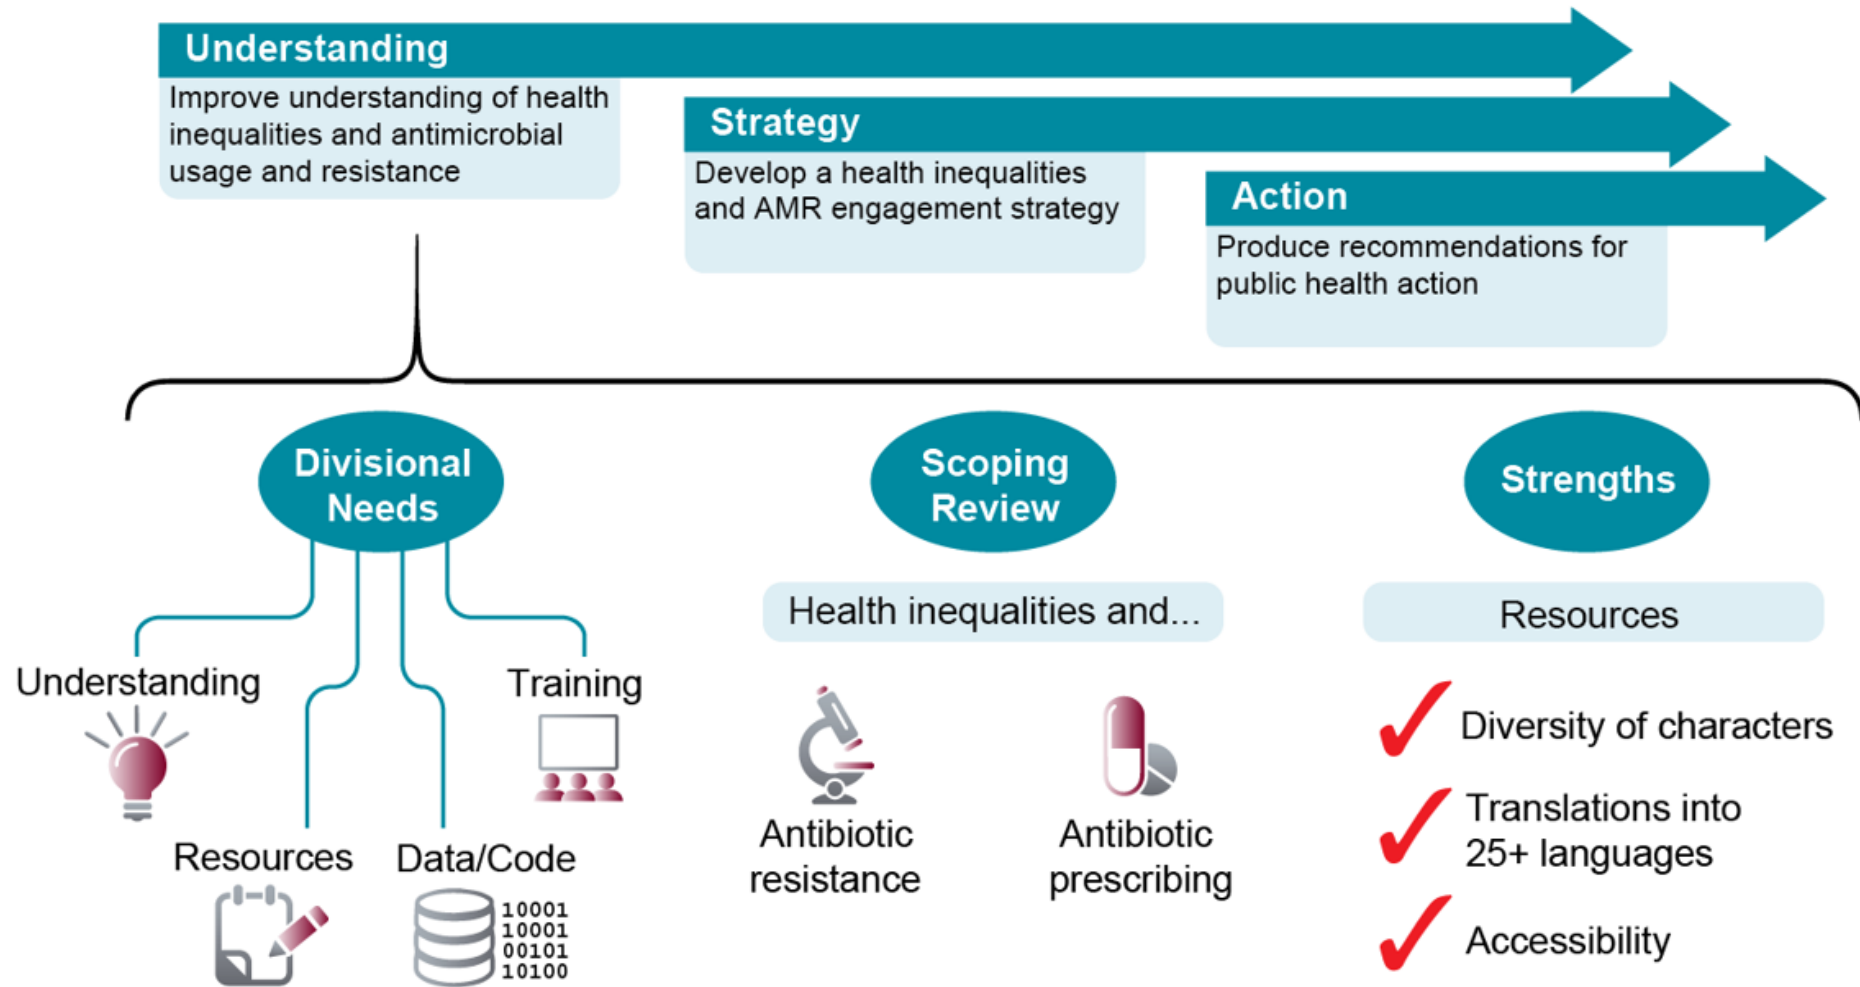 Understanding
Improve understanding of health
inequalities and antimicrobial
usage and resistance
Strategy
Develop a health inequalities
and AMR engagement strategy
Action
Produce recommendations for
public health action
Divisional
Needs
Understanding
Training
Resources
Data/Code
10001
10001
00101
10100
Scoping
Review
Health inequalities and...
Antibiotic
resistance
Antibiotic
prescribing
Strengths
Resources
Diversity of characters
Translations into
25+ languages
Accessibility